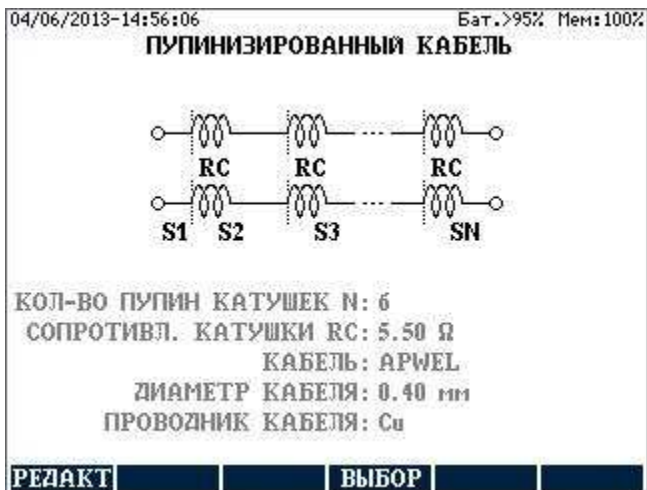 04/06/2013-14:56:06 Бат.>95% Мем:100%
ПУПИНИЗИРОВАННЫЙ КАБЕЛЬ
RC RC RC
S1 S2 S3 SN
КОЛ-ВО ПУПИН КАТУШЕК N: 6
СОПРОТИВЛ. КАТУШКИ RC: 5.50 Ω
КАБЕЛЬ: APWEL
ДИАМЕТР КАБЕЛЯ: 0.40 мм
ПРОВОДНИК КАБЕЛЯ: Cu
РЕДАКТ ВЫБОР